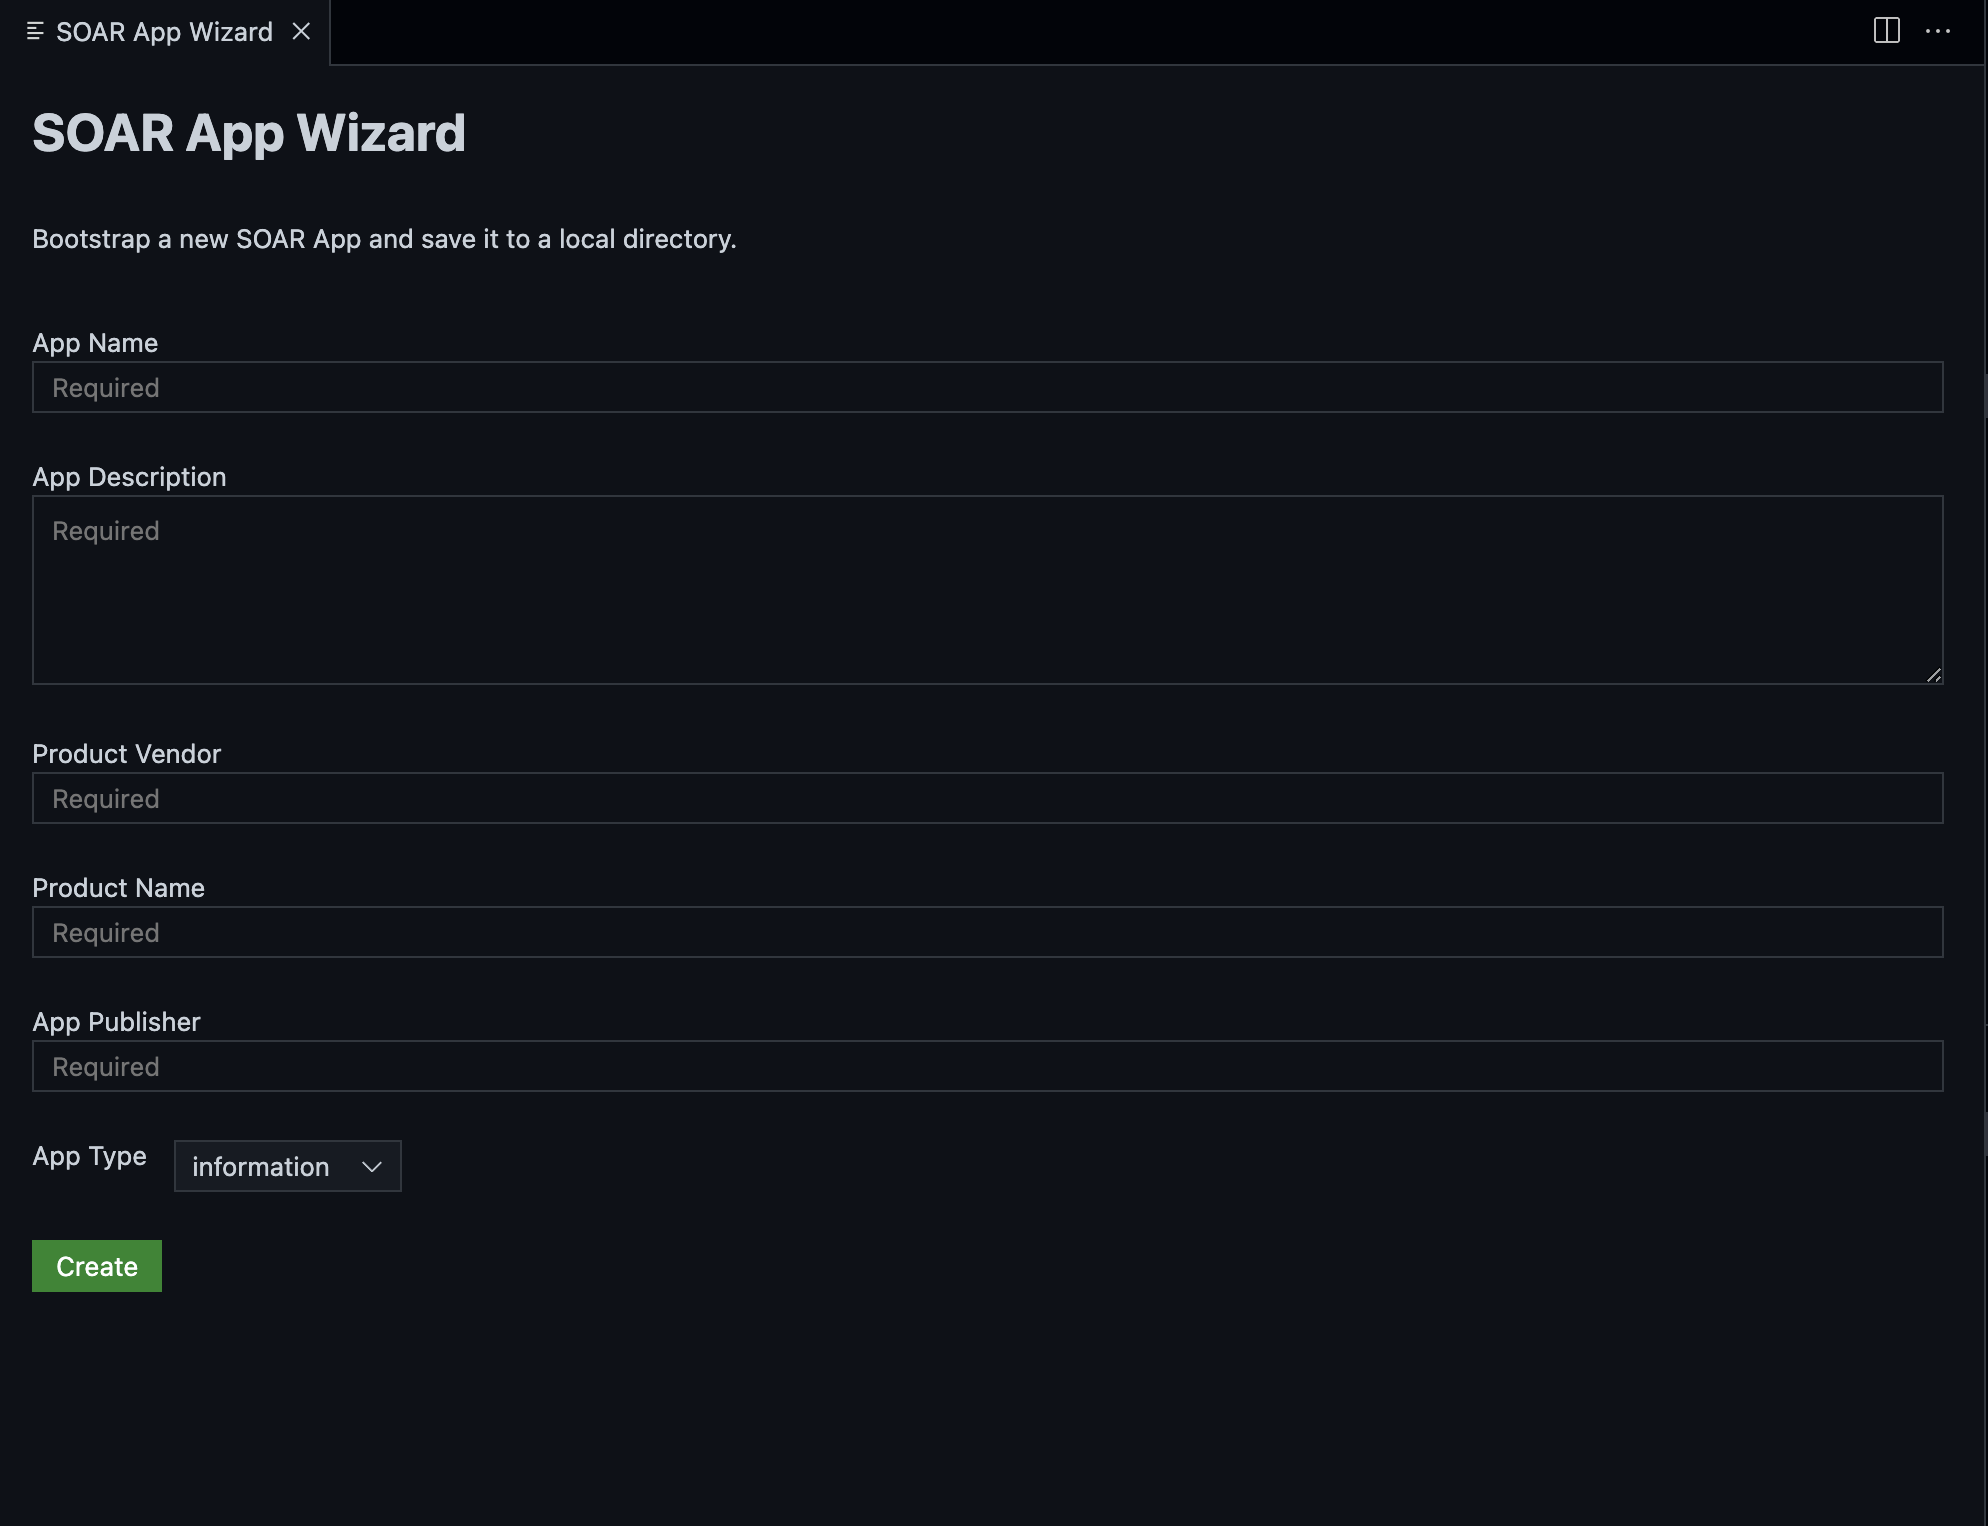 SOAR App Wizard
SOAR App Wizard
Bootstrap a new SOAR App and save it to a local directory.
App Name
Required
App Description
Required
Product Vendor
Required
Product Name
Required
App Publisher
Required
App Type
information
Create